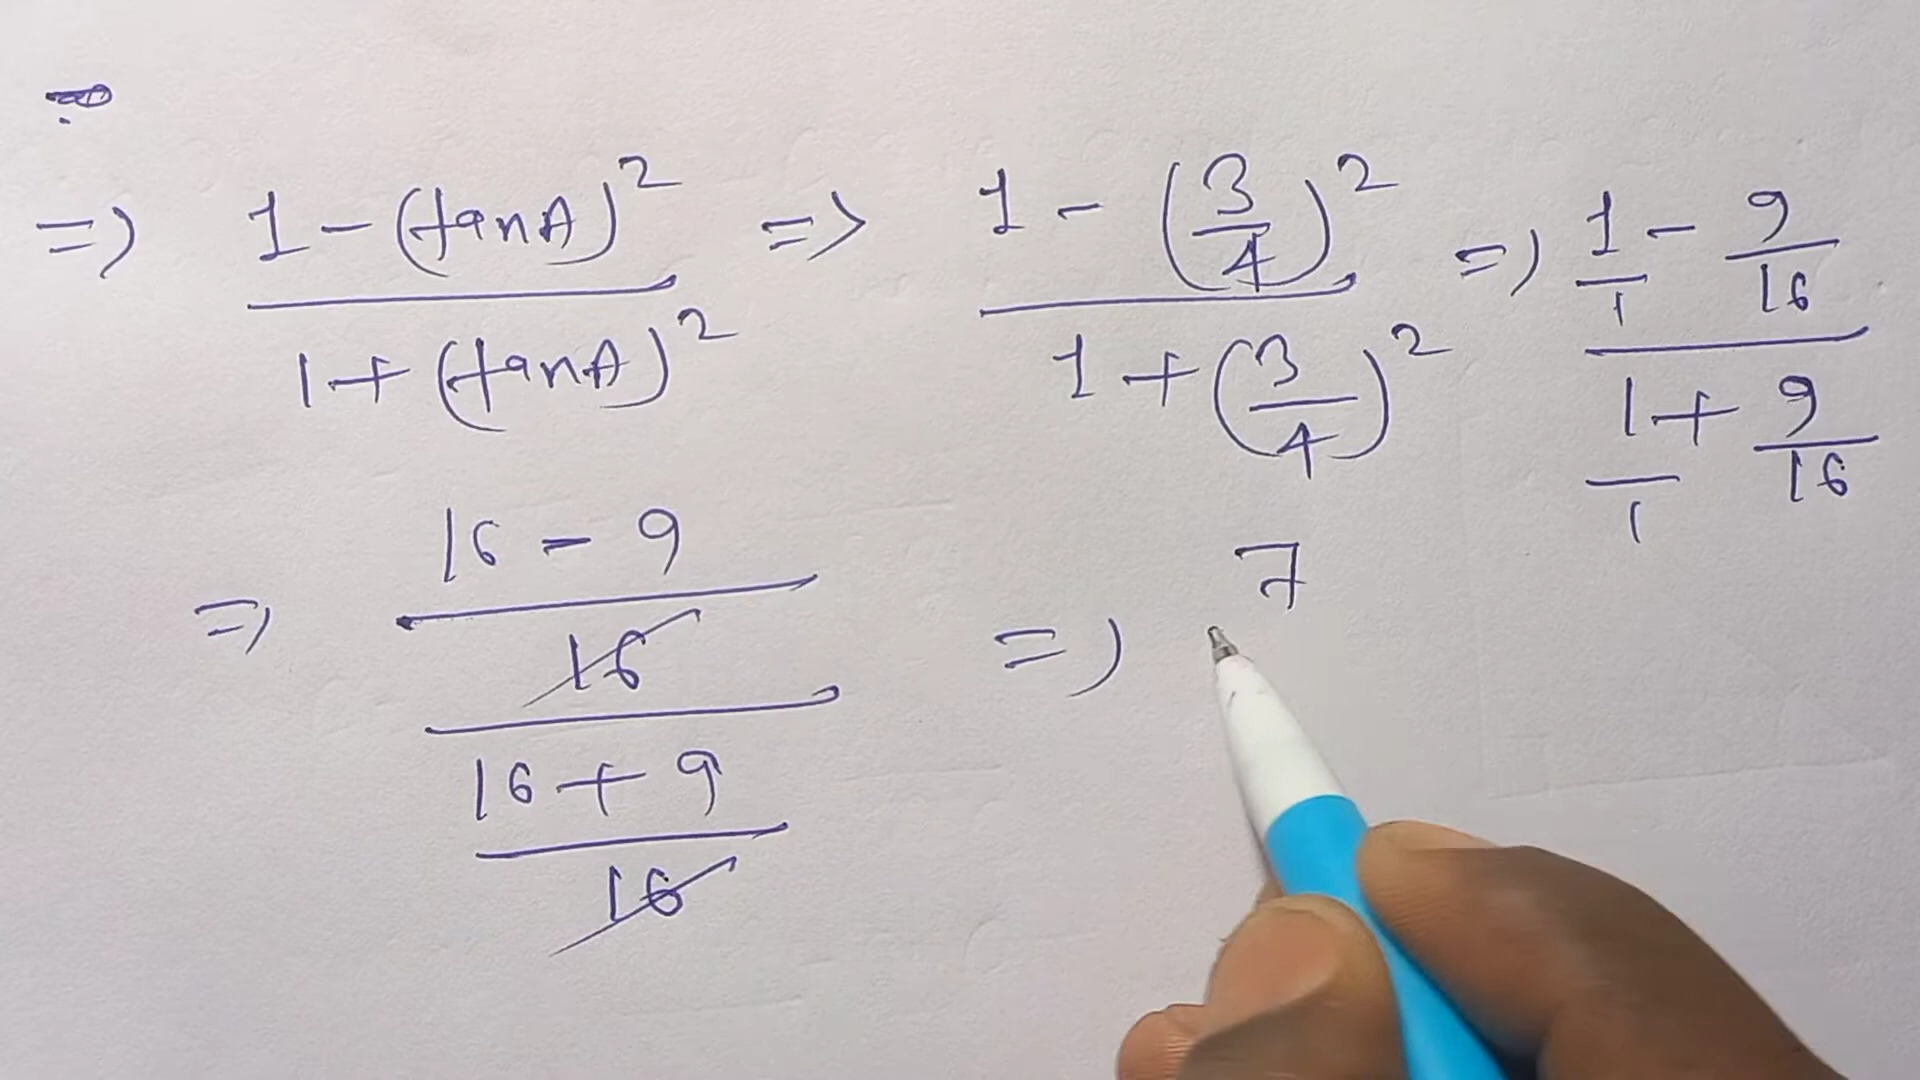 => 1 - (tanA)² / 1 + (tanA)² => 1 - (3/4)² / 1 + (3/4)² => 1/1 - 9/16 / 1/1 + 9/16
=> 16 - 9 / 16 / 16 + 9 / 16 => 7